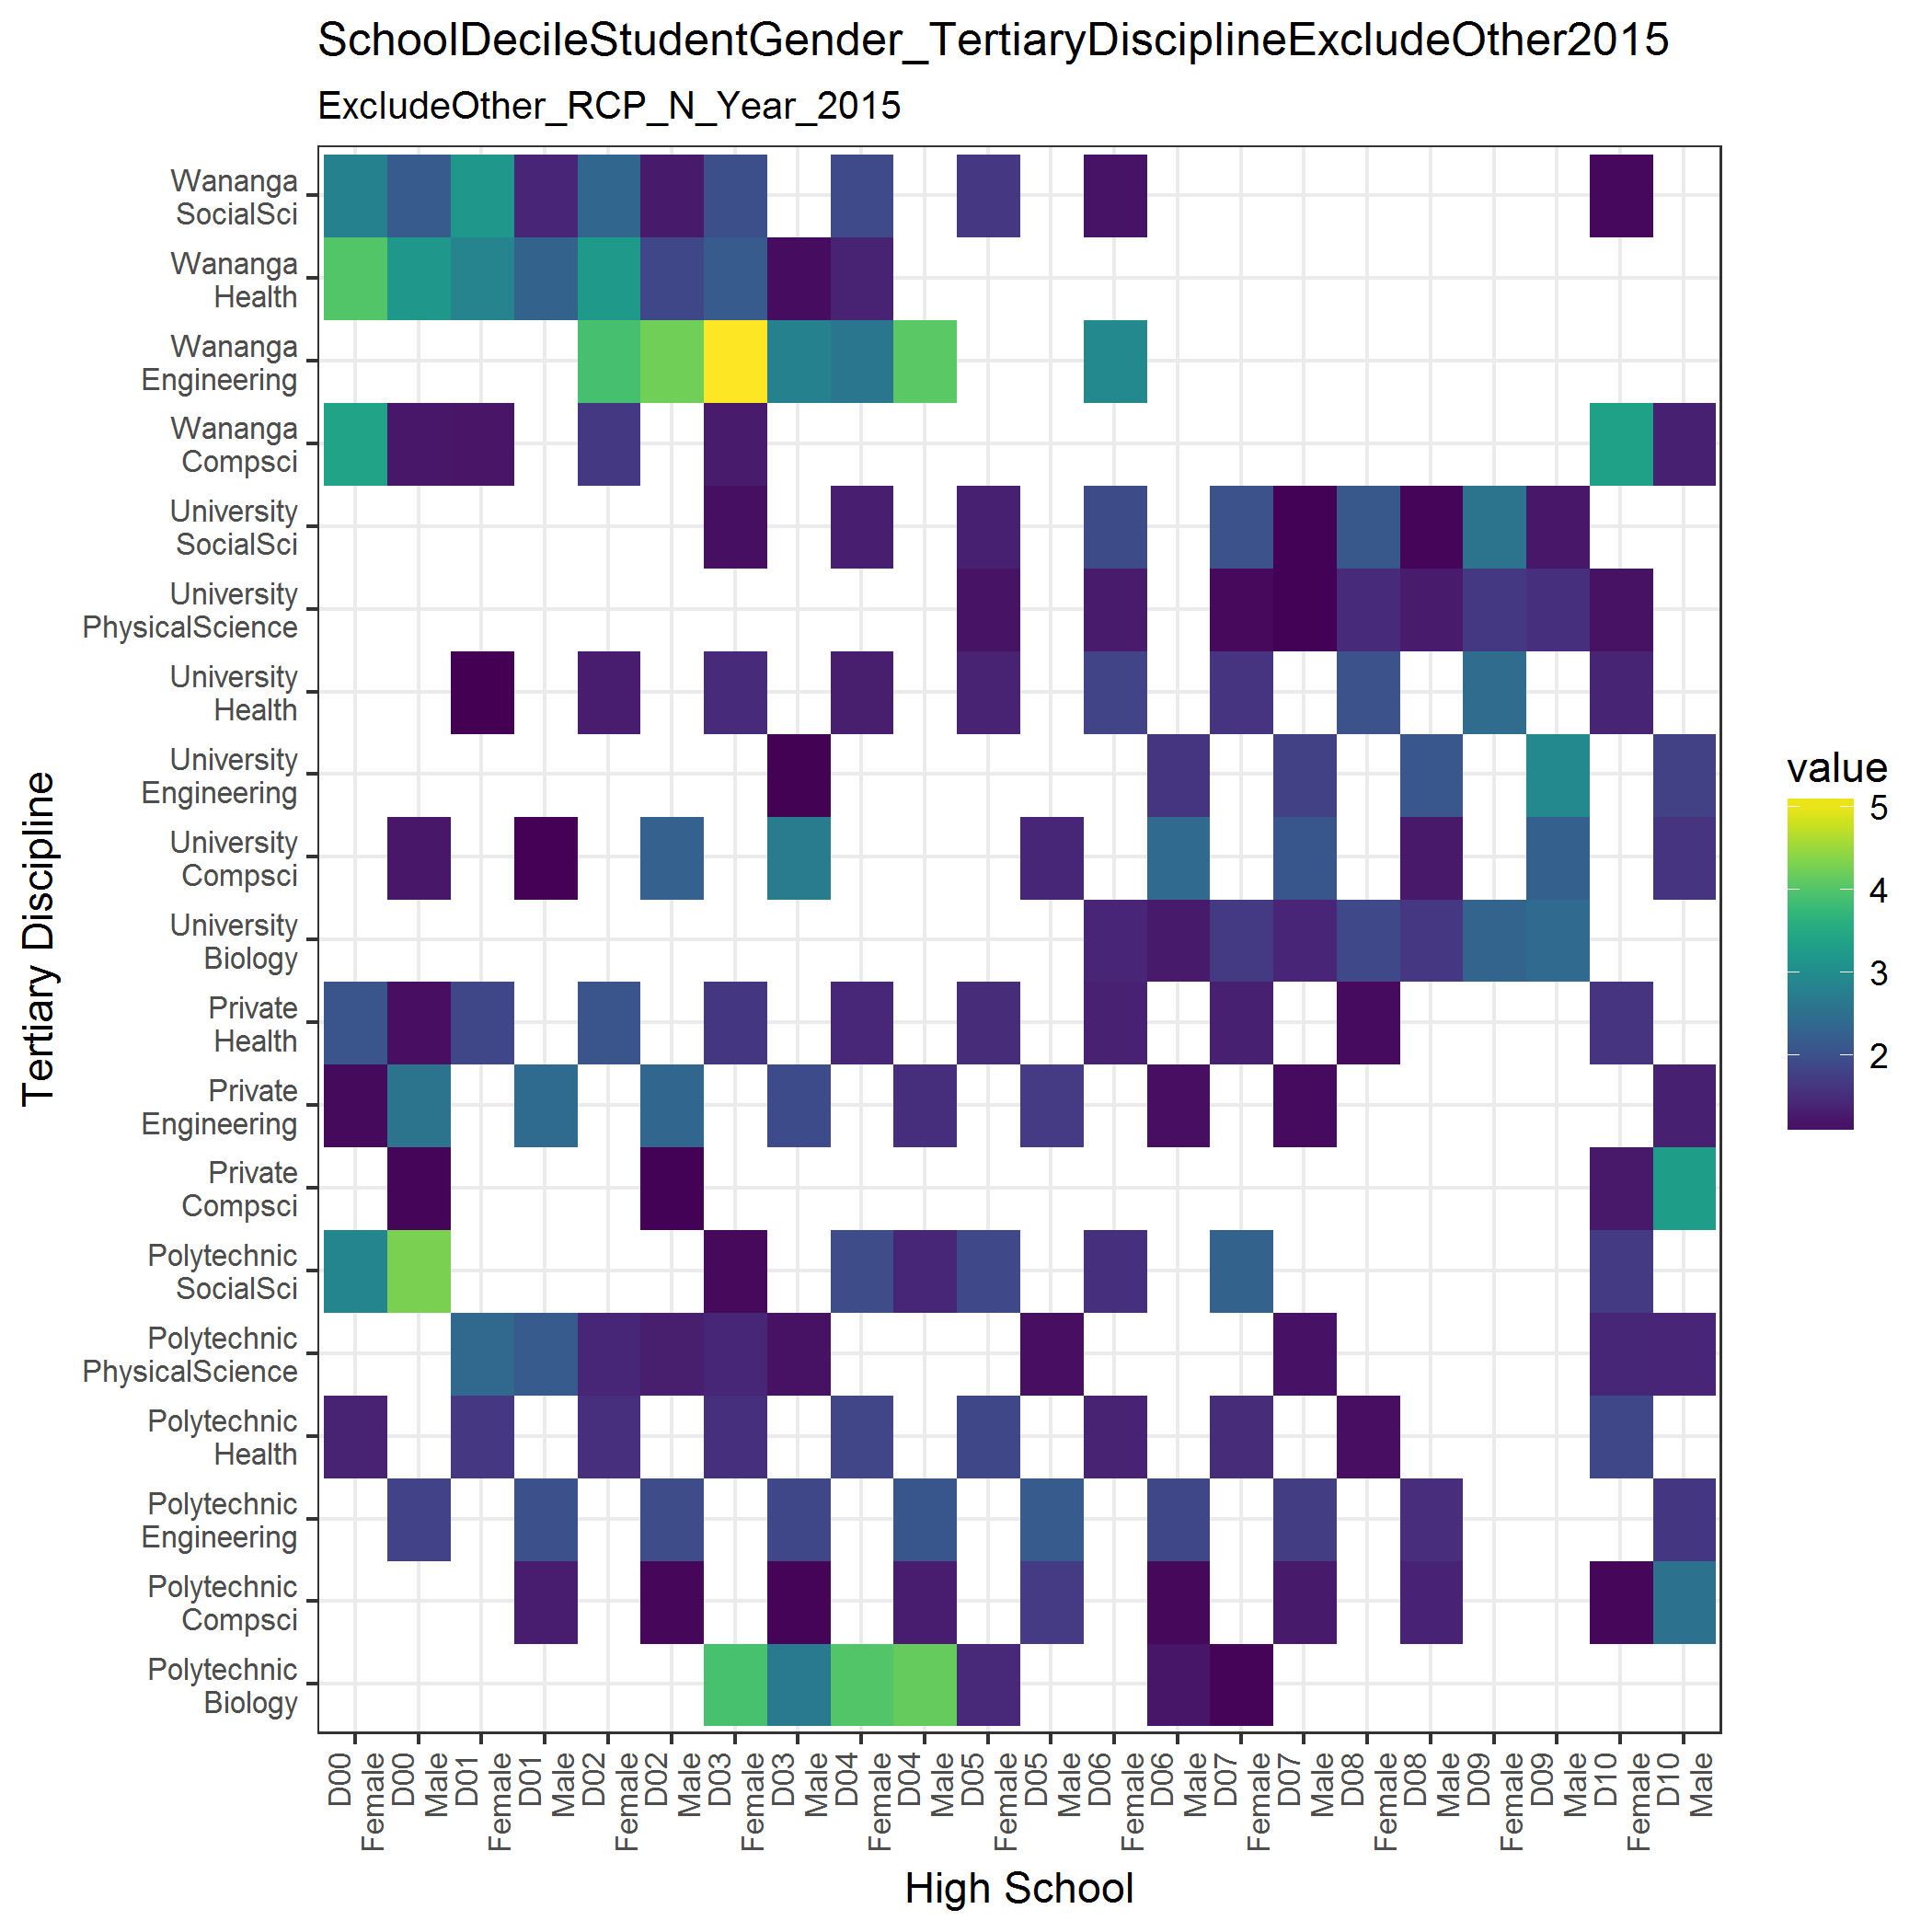 SchoolDecileStudentGender_TertiaryDisciplineExcludeOther2015
ExcludeOther_RCP_N_Year_2015
Tertiary Discipline
Wananga
SocialSci
Wananga
Health
Wananga
Engineering
Wananga
Compsci
University
SocialSci
University
PhysicalScience
University
Health
University
Engineering
University
Compsci
University
Biology
Private
Health
Private
Engineering
Private
Compsci
Polytechnic
SocialSci
Polytechnic
PhysicalScience
Polytechnic
Health
Polytechnic
Engineering
Polytechnic
Compsci
Polytechnic
Biology
D00
Female
D00
Male
D01
Female
D01
Male
D02
Female
D02
Male
D03
Female
D03
Male
D04
Female
D04
Male
D05
Female
D05
Male
D06
Female
D06
Male
D07
Female
D07
Male
D08
Female
D08
Male
D09
Female
D09
Male
D10
Female
D10
Male
High School
value
5
4
3
2